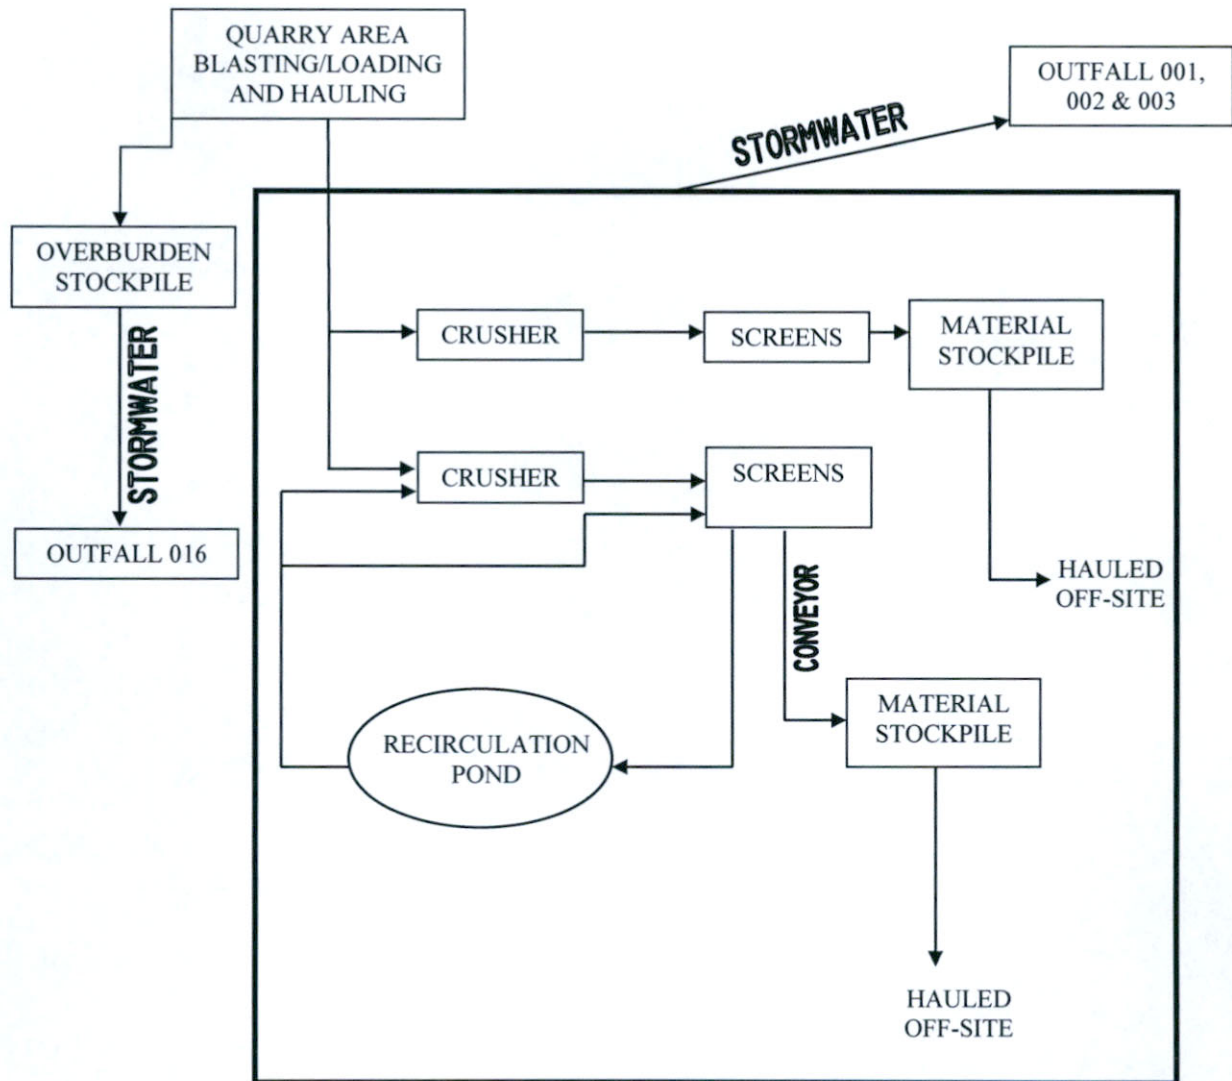 QUARRY AREA
BLASTING/LOADING
AND HAULING
OUTFALL 001,
002 & 003
STORMWATER
OVERBURDEN
STOCKPILE
STORMWATER
OUTFALL 016
CRUSHER
SCREENS
MATERIAL
STOCKPILE
CRUSHER
SCREENS
HAULED
OFF-SITE
CONVEYOR
MATERIAL
STOCKPILE
RECIRCULATION
POND
HAULED
OFF-SITE